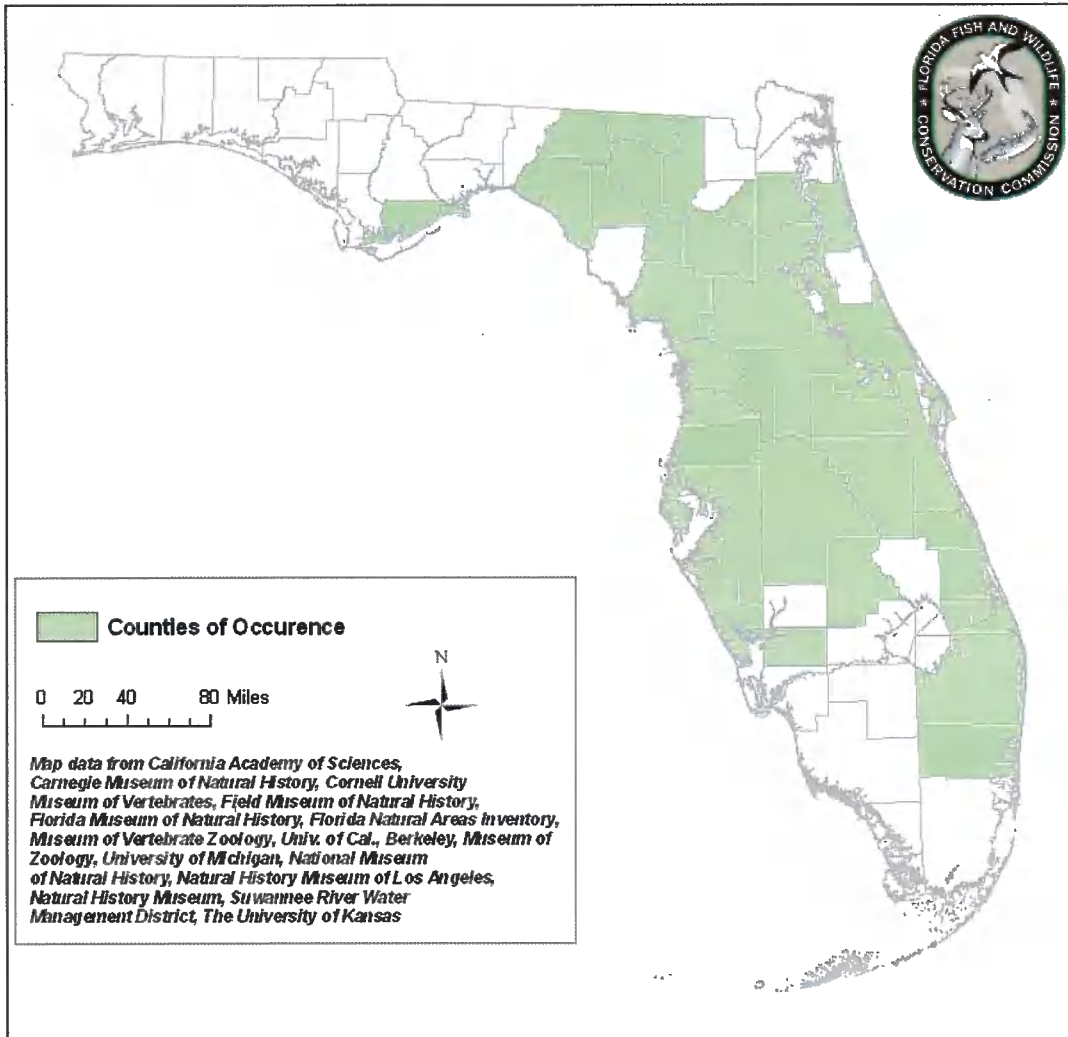 FLORIDA FISH AND WILDLIFE
CONSERVATION COMMISSION
Counties of Occurence
N
0 20 40 80 Miles
Map data from California Academy of Sciences,
Carnegie Museum of Natural History, Cornell University
Museum of Vertebrates, Field Museum of Natural History,
Florida Museum of Natural History, Florida Natural Areas Inventory,
Museum of Vertebrate Zoology, Univ. of Cal., Berkeley, Museum of
Zoology, University of Michigan, National Museum
of Natural History, Natural History Museum of Los Angeles,
Natural History Museum, Suwannee River Water
Management District, The University of Kansas